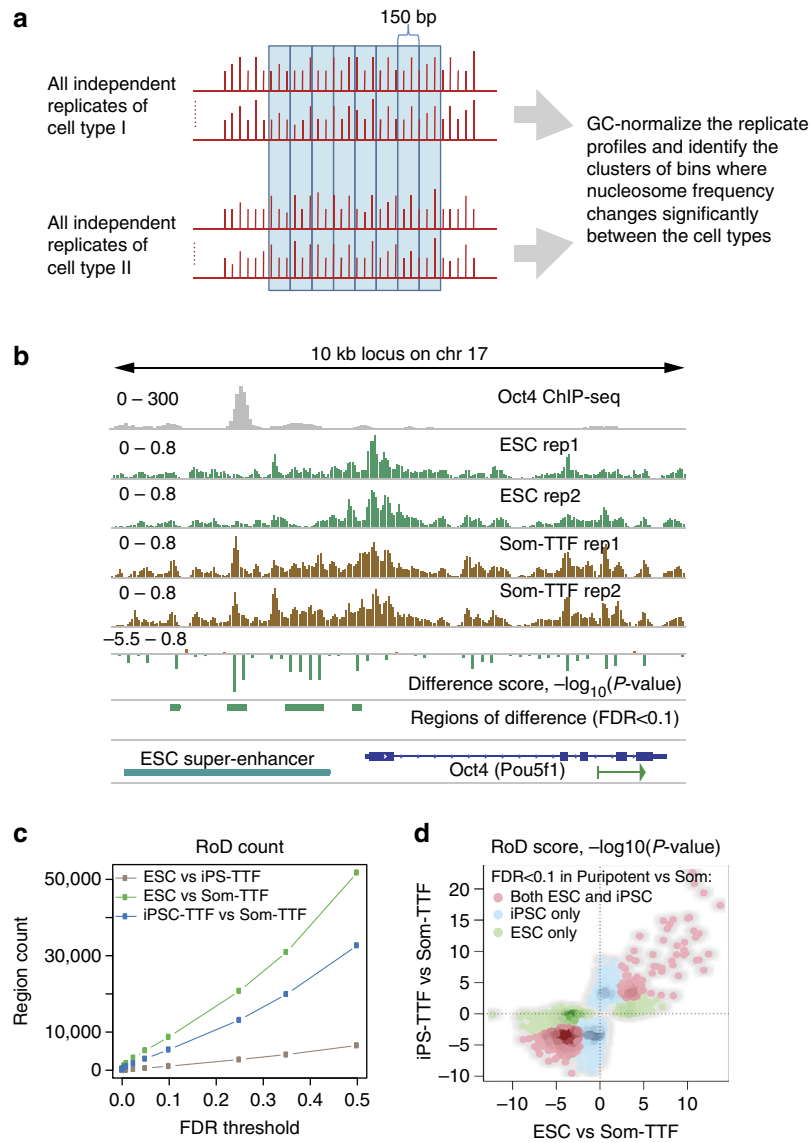 a
150 bp
All independent
replicates of
cell type I
All independent
replicates of
cell type II
GC-normalize the replicate
profiles and identify the
clusters of bins where
nucleosome frequency
changes significantly
between the cell types
b
10 kb locus on chr 17
0 – 300
Oct4 ChIP-seq
0 – 0.8
ESC rep1
0 – 0.8
ESC rep2
0 – 0.8
Som-TTF rep1
0 – 0.8
Som-TTF rep2
–5.5 – 0.8
Difference score, –log10(P-value)
Regions of difference (FDR<0.1)
ESC super-enhancer
Oct4 (Pou5f1)
c
RoD count
ESC vs iPS-TTF
ESC vs Som-TTF
iPSC-TTF vs Som-TTF
Region count
50,000
30,000
10,000
0
0.0 0.1 0.2 0.3 0.4 0.5
FDR threshold
d
RoD score, –log10(P-value)
FDR<0.1 in Puripotent vs Som:
Both ESC and iPSC
iPSC only
ESC only
iPS-TTF vs Som-TTF
20
15
10
5
0
–5
–10
–10 –5 0 5 10
ESC vs Som-TTF